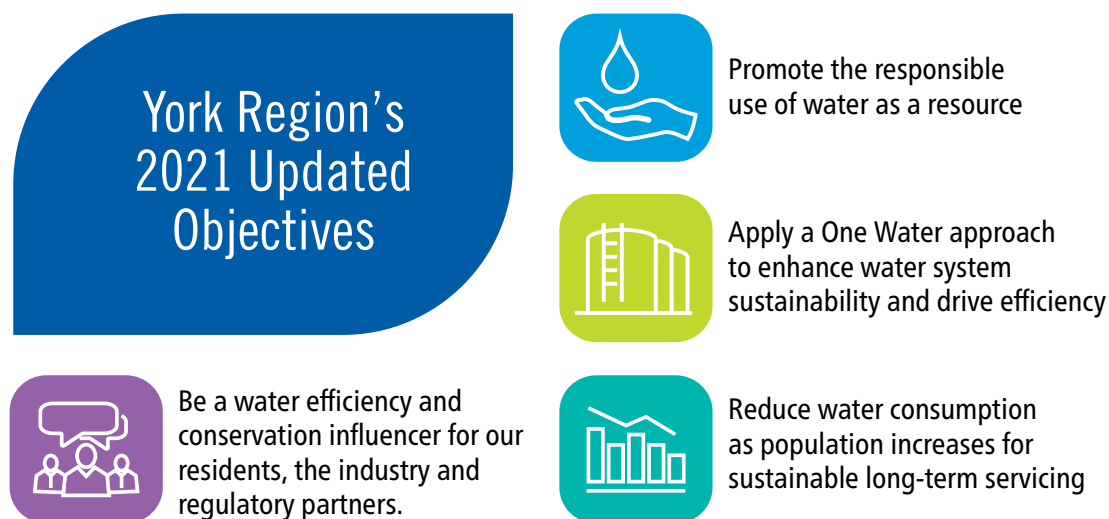 York Region's
2021 Updated
Objectives
Promote the responsible
use of water as a resource
Apply a One Water approach
to enhance water system
sustainability and drive efficiency
Be a water efficiency and
conservation influencer for our
residents, the industry and
regulatory partners.
Reduce water consumption
as population increases for
sustainable long-term servicing